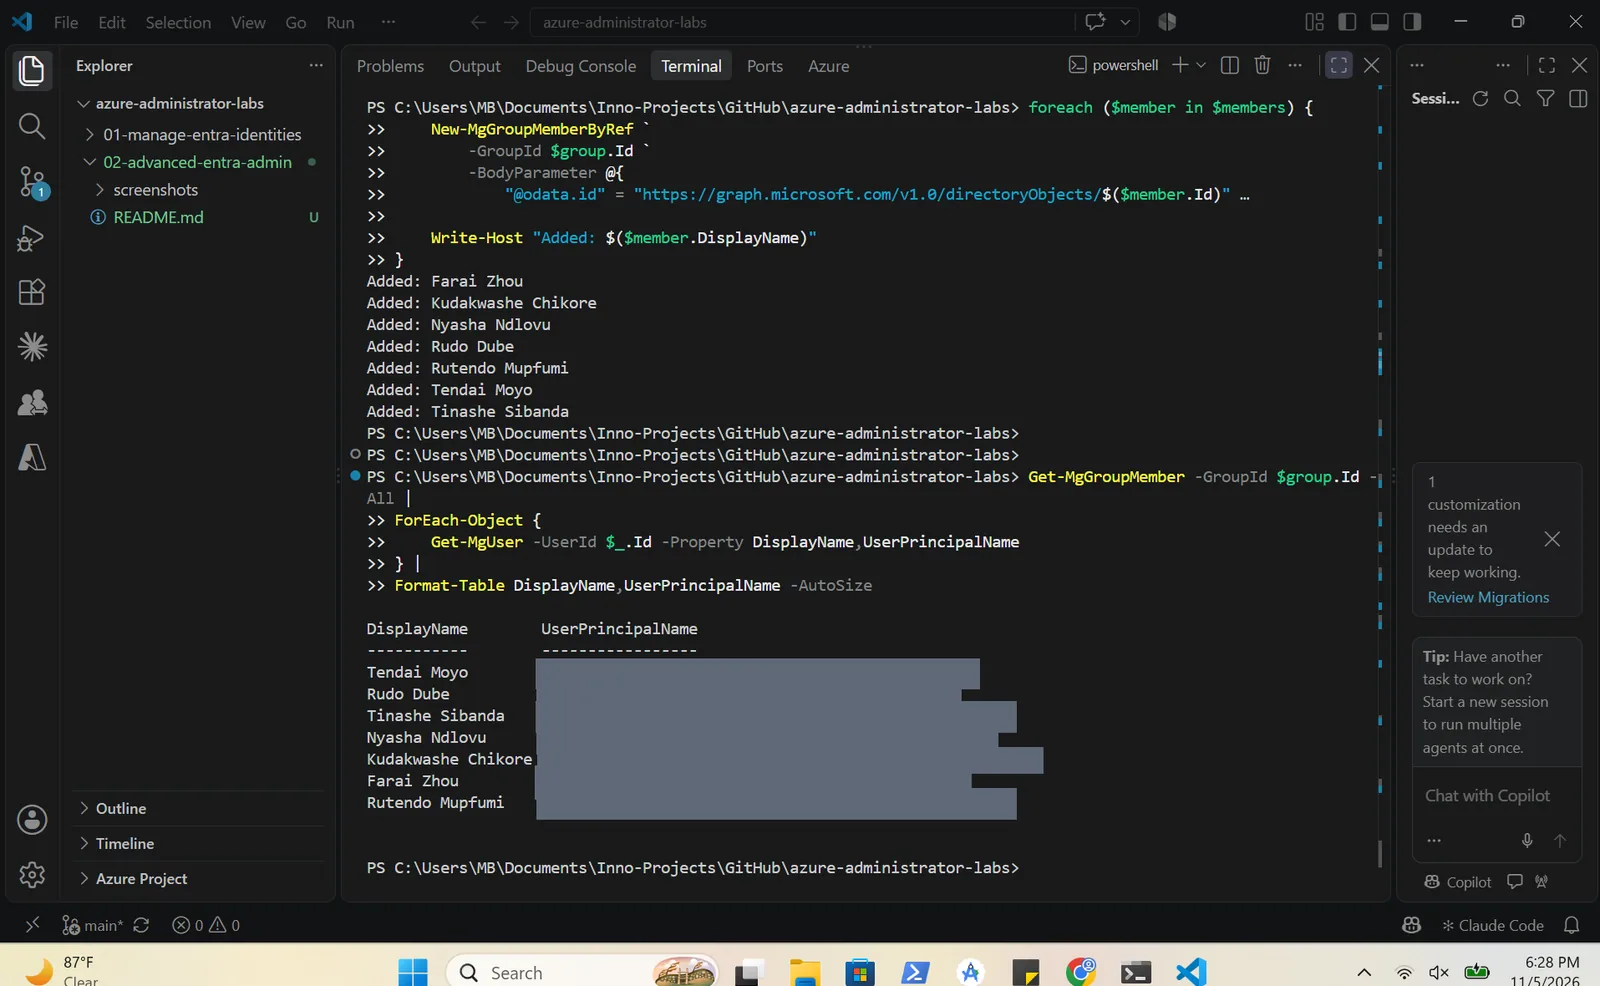 File Edit Selection View Go Run ···
azure-administrator-labs
Explorer ···
azure-administrator-labs
01-manage-entra-identities
02-advanced-entra-admin
screenshots
README.md U
1
Outline
Timeline
Azure Project
Problems Output Debug Console Terminal Ports Azure
powershell
PS C:\Users\MB\Documents\Inno-Projects\GitHub\azure-administrator-labs> foreach ($member in $members) {
>> New-MgGroupMemberByRef `
>> -GroupId $group.Id `
>> -BodyParameter @{
>> "@odata.id" = "https://graph.microsoft.com/v1.0/directoryObjects/$($member.Id)" …
>>
>> Write-Host "Added: $($member.DisplayName)"
>> }
Added: Farai Zhou
Added: Kudakwashe Chikore
Added: Nyasha Ndlovu
Added: Rudo Dube
Added: Rutendo Mupfumi
Added: Tendai Moyo
Added: Tinashe Sibanda
PS C:\Users\MB\Documents\Inno-Projects\GitHub\azure-administrator-labs>
PS C:\Users\MB\Documents\Inno-Projects\GitHub\azure-administrator-labs>
PS C:\Users\MB\Documents\Inno-Projects\GitHub\azure-administrator-labs> Get-MgGroupMember -GroupId $group.Id -
All |
>> ForEach-Object {
>> Get-MgUser -UserId $_.Id -Property DisplayName,UserPrincipalName
>> } |
>> Format-Table DisplayName,UserPrincipalName -AutoSize
DisplayName UserPrincipalName
----------- -----------------
Tendai Moyo
Rudo Dube
Tinashe Sibanda
Nyasha Ndlovu
Kudakwashe Chikore
Farai Zhou
Rutendo Mupfumi
PS C:\Users\MB\Documents\Inno-Projects\GitHub\azure-administrator-labs>
Sessi...
1
customization
needs an
update to
keep working.
Review Migrations
Tip: Have another
task to work on?
Start a new session
to run multiple
agents at once.
Chat with Copilot
···
Copilot
main* 0 0
Claude Code
87°F
Clear
Search
6:28 PM
11/5/2026